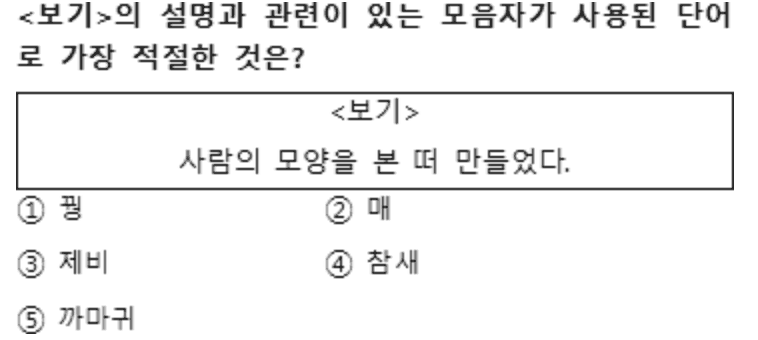 <보기>의 설명과 관련이 있는 모음자가 사용된 단어
로 가장 적절한 것은?
<보기>
사람의 모양을 본 떠 만들었다.
① 꿩 ② 매
③ 제비 ④ 참새
⑤ 까마귀